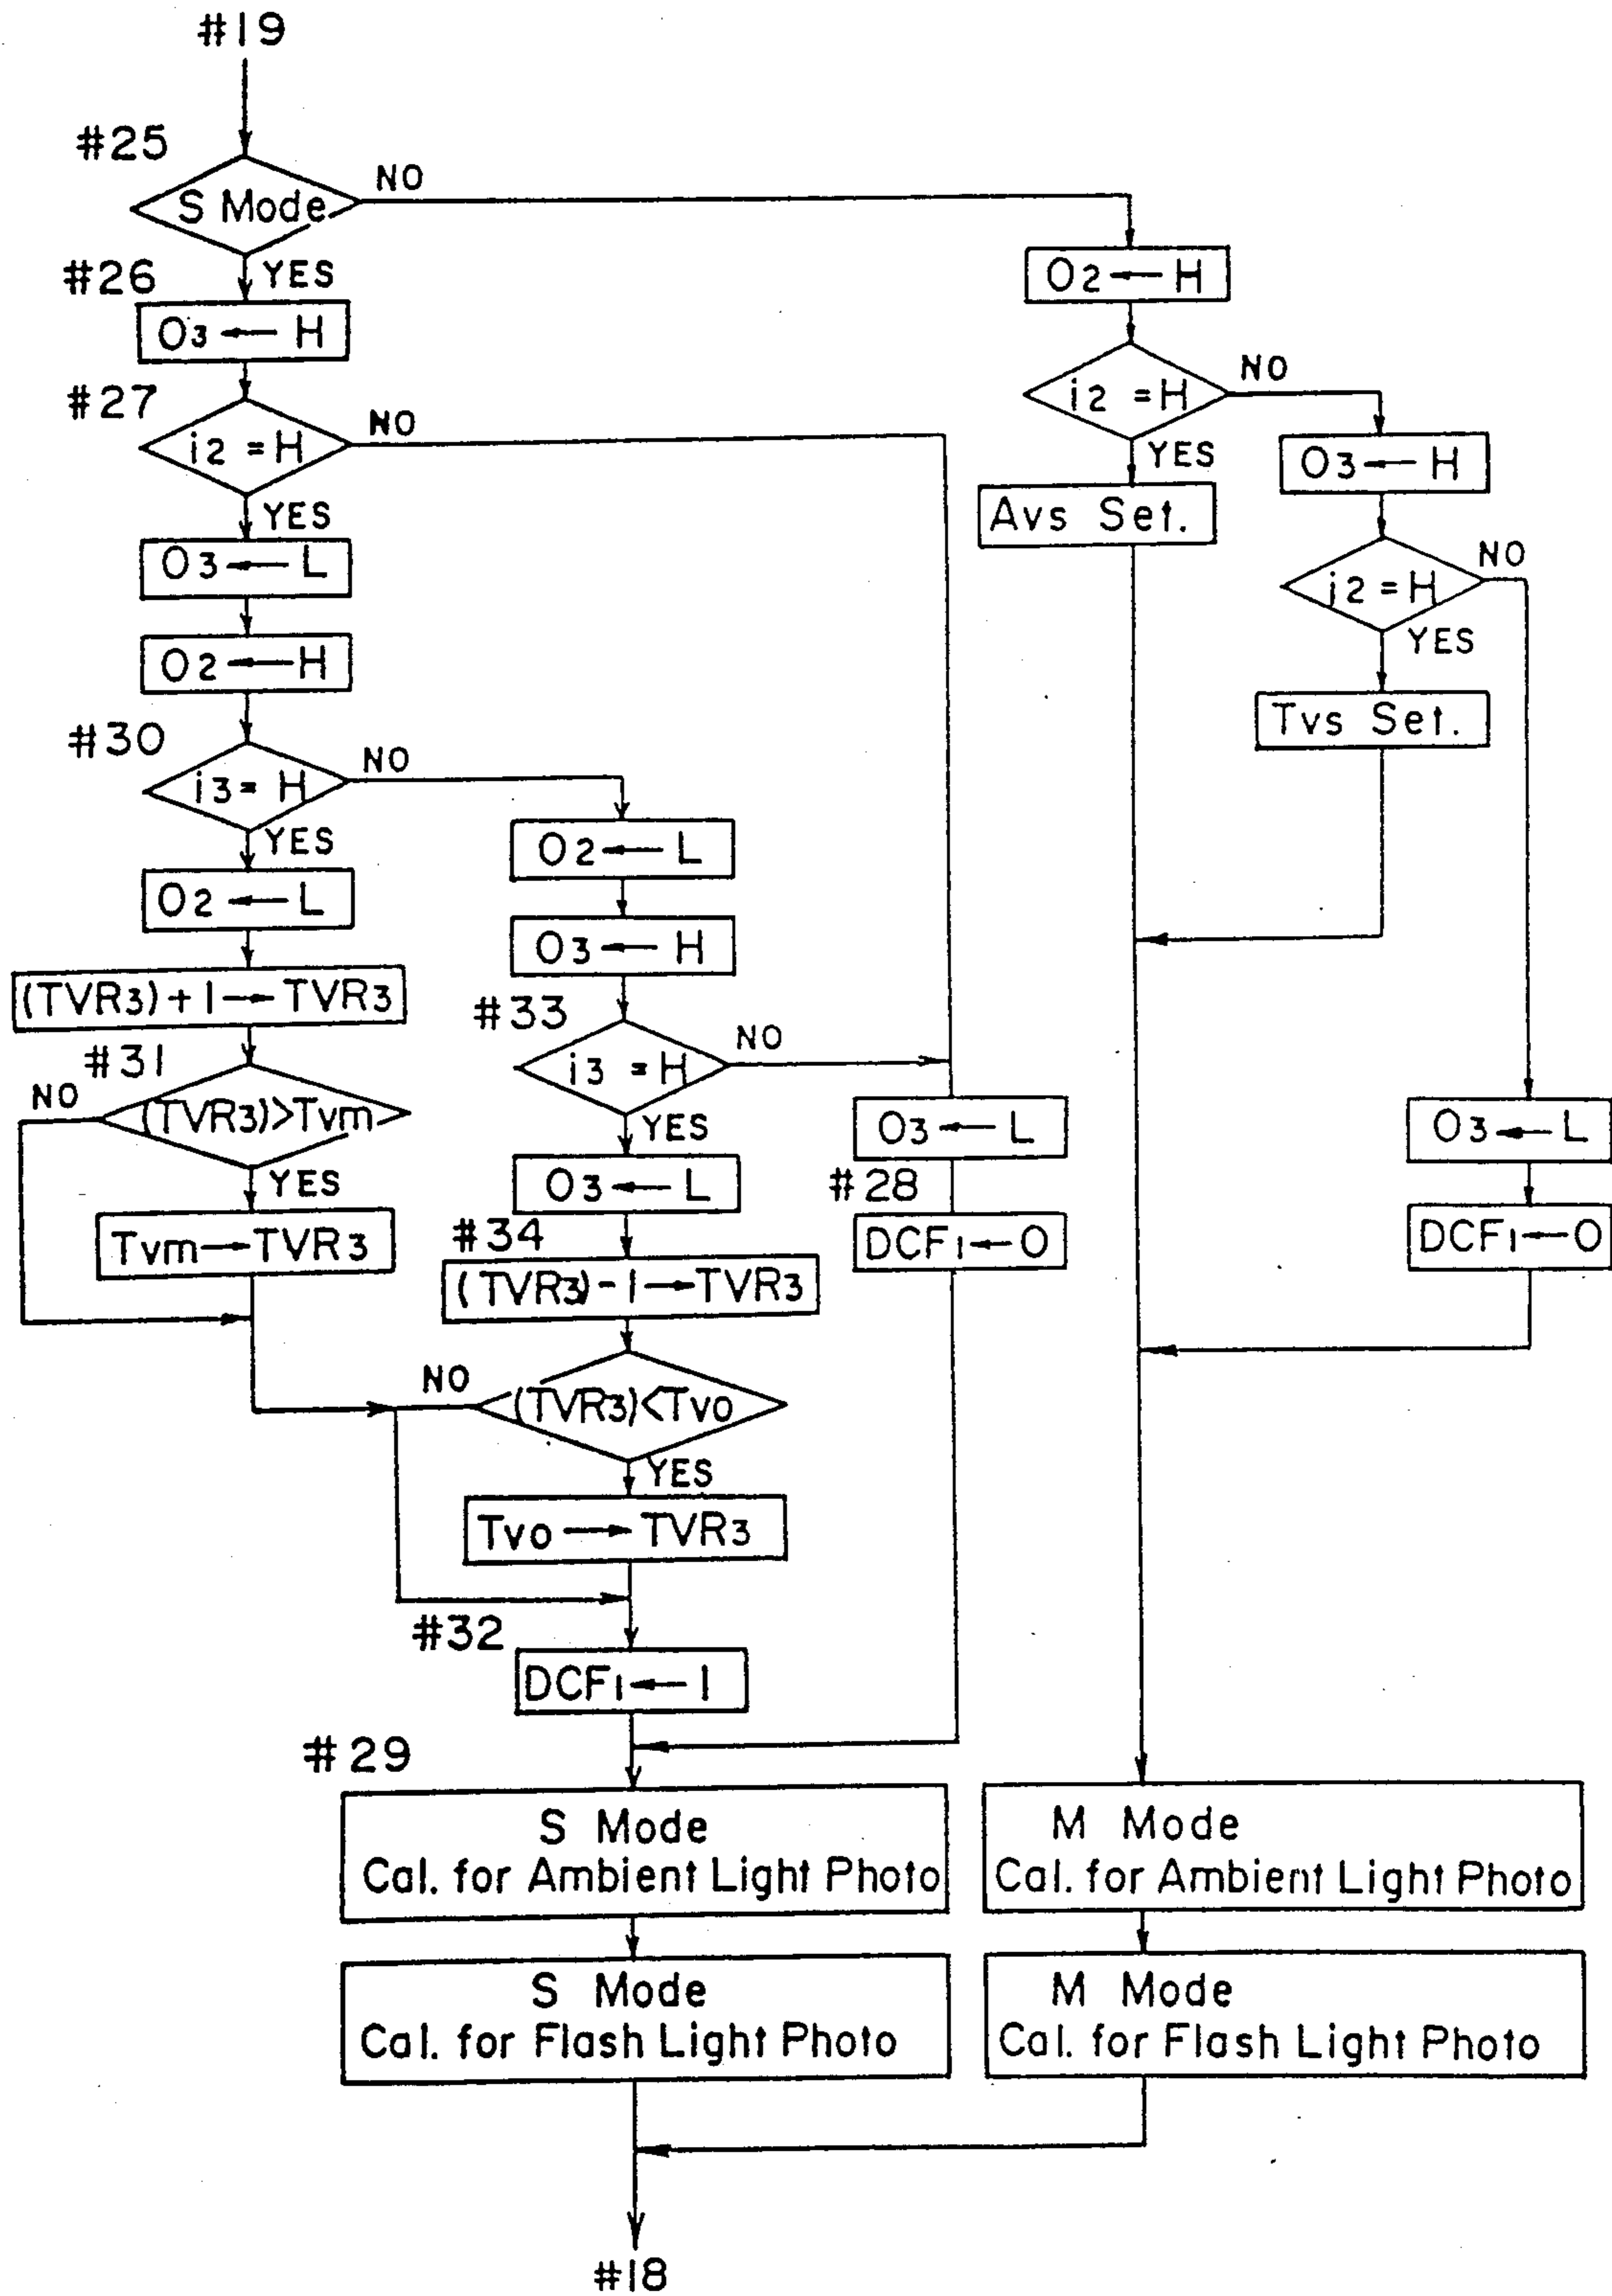 #19
#25
S Mode
NO
YES
#26
O3 ← H
#27
i2 = H
NO
YES
O3 ← L
O2 ← H
#30
i3 = H
NO
YES
O2 ← L
(TVR3)+1 → TVR3
#31
(TVR3)>Tvm
NO
YES
Tvm → TVR3
O2 ← L
O3 ← H
#33
i3 = H
NO
YES
O3 ← L
#34
(TVR3)-1 → TVR3
(TVR3)<Tvo
NO
YES
Tvo → TVR3
#32
DCF1 ← 1
O3 ← L
#28
DCF1 ← 0
#29
S Mode
Cal. for Ambient Light Photo
S Mode
Cal. for Flash Light Photo
O2 ← H
i2 = H
NO
YES
Avs Set.
O3 ← H
i2 = H
NO
YES
Tvs Set.
O3 ← L
DCF1 ← 0
M Mode
Cal. for Ambient Light Photo
M Mode
Cal. for Flash Light Photo
#18